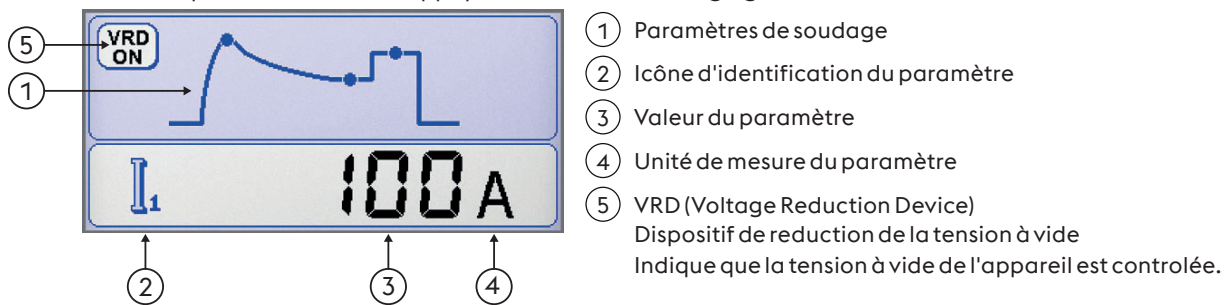 VRD
ON
5
1
I1
100 A
2
3
4
1 Paramètres de soudage
2 Icône d'identification du paramètre
3 Valeur du paramètre
4 Unité de mesure du paramètre
5 VRD (Voltage Reduction Device)
Dispositif de reduction de la tension à vide
Indique que la tension à vide de l'appareil est controlée.